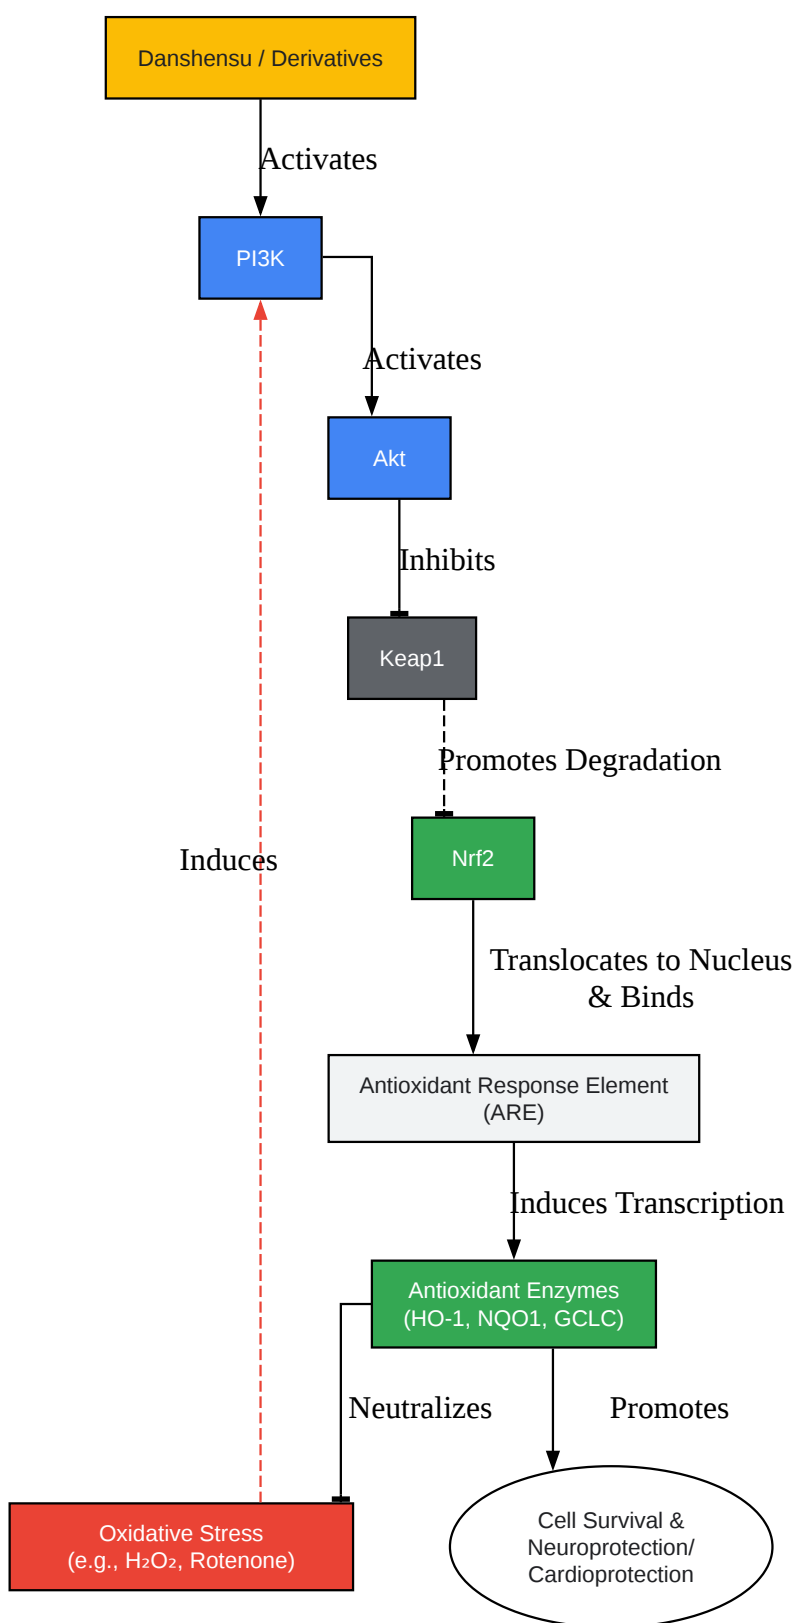 Danshensu / Derivatives
Activates
PI3K
Activates
Akt
Inhibits
Keap1
Promotes Degradation
Nrf2
Induces
Translocates to Nucleus
& Binds
Antioxidant Response Element
(ARE)
Induces Transcription
Antioxidant Enzymes
(HO-1, NQO1, GCLC)
Neutralizes
Promotes
Oxidative Stress
(e.g., H₂O₂, Rotenone)
Cell Survival &
Neuroprotection/
Cardioprotection